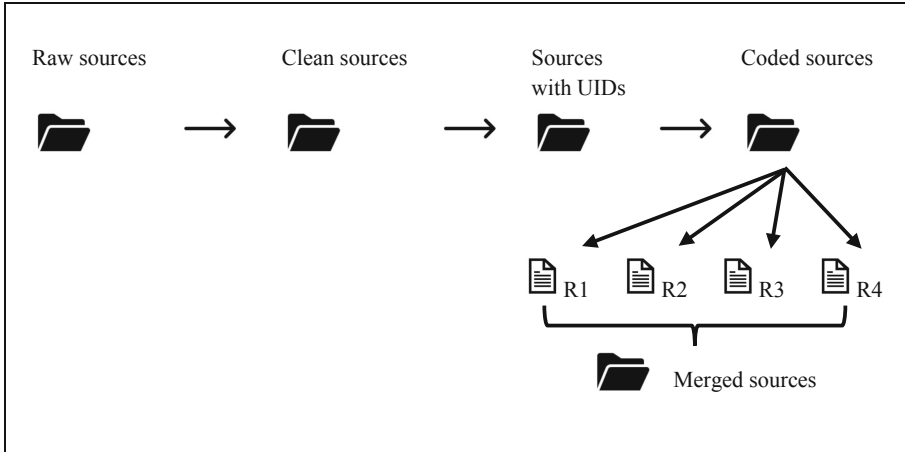 Raw sources
Clean sources
Sources
with UIDs
Coded sources
R1
R2
R3
R4
Merged sources